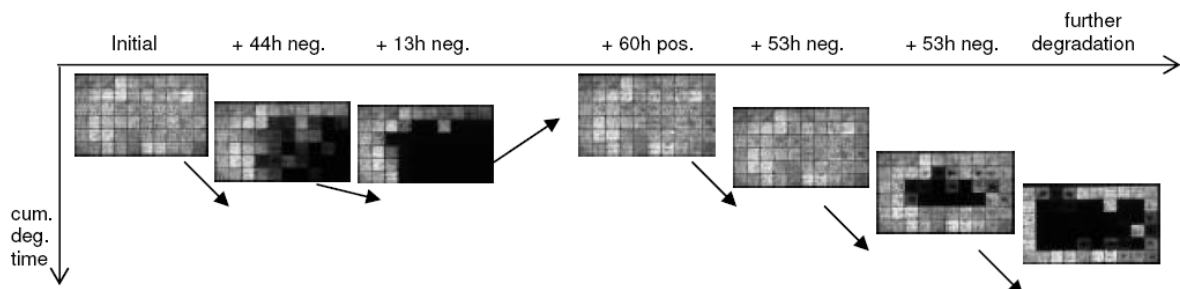 further
Initial + 44h neg. + 13h neg. + 60h pos. + 53h neg. + 53h neg. degradation
cum.
deg.
time